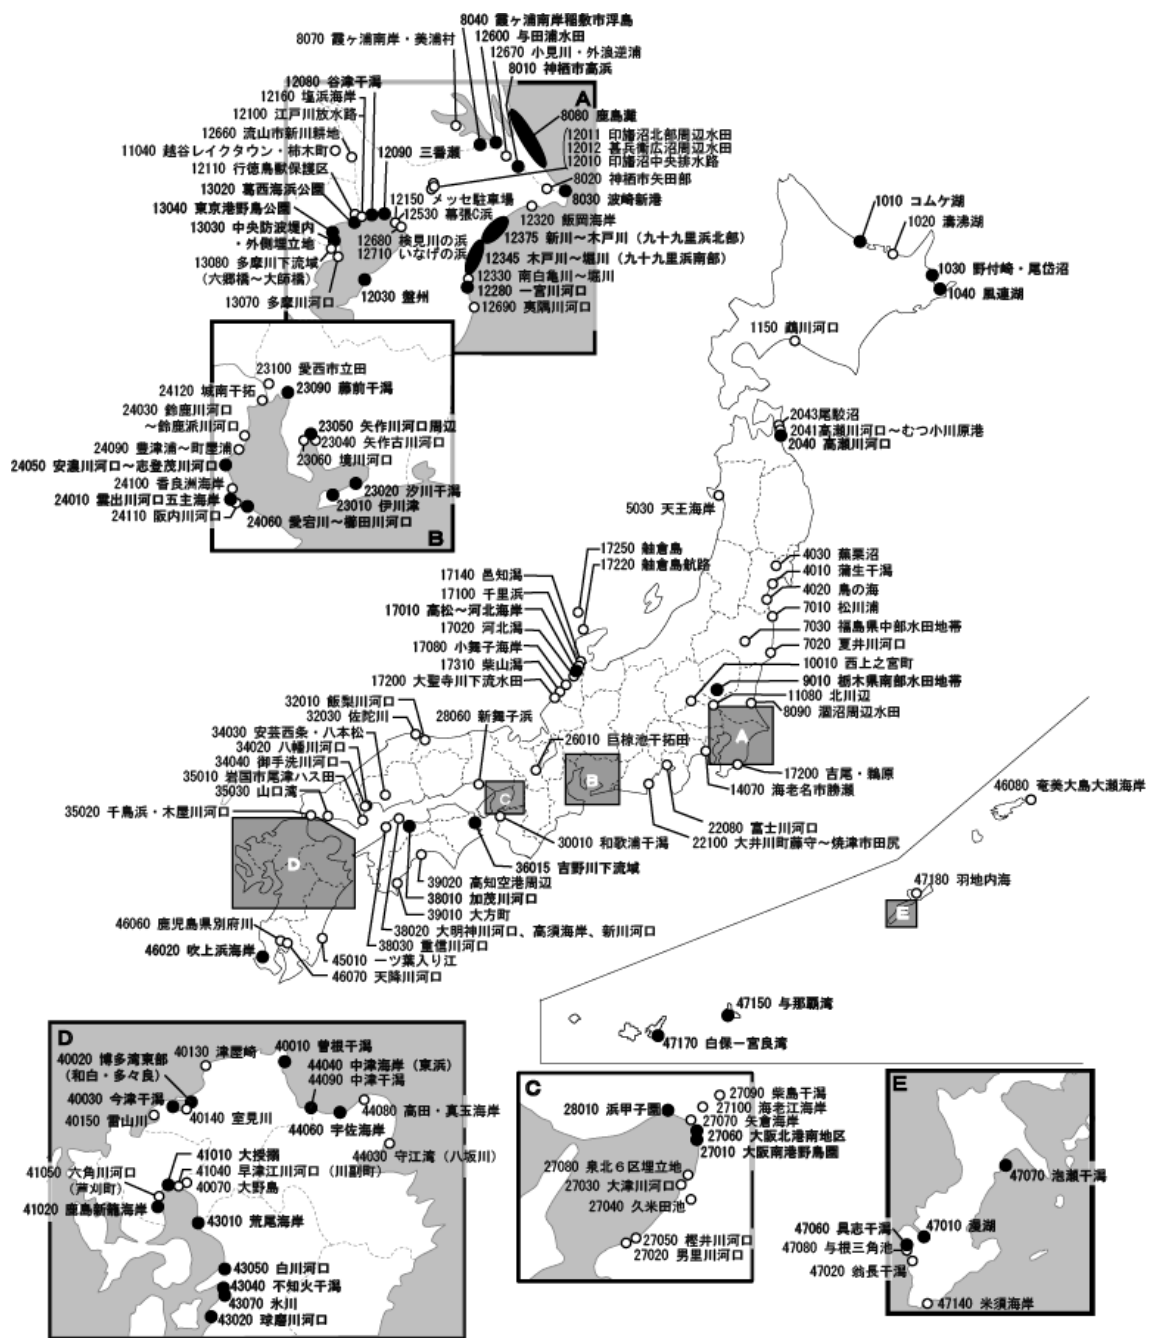 8040 霞ヶ浦南岸稲敷市浮島
12600 与田浦水田
8070 霞ヶ浦南岸・美浦村
12670 小見川・外浪逆浦
8010 神栖市高浜
12080 谷津干潟
12160 塩浜海岸
12100 江戸川放水路
12660 流山市新川耕地
11040 越谷レイクタウン・柿木町
12110 行徳鳥獣保護区
13020 葛西海浜公園
13040 東京港野鳥公園
13030 中央防波堤内
・外側埋立地
13080 多摩川下流域
（六郷橋～大師橋）
13070 多摩川河口
12090 三番瀬
12150 メッセ駐車場
12530 幕張C浜
12680 検見川の浜
12710 いなげの浜
12030 盤州
A
8080 鹿島灘
12011 印旛沼北部周辺水田
12012 甚兵衛広沼周辺水田
12010 印旛沼中央排水路
8020 神栖市矢田部
8030 波崎新港
12320 飯岡海岸
12375 新川～木戸川（九十九里浜北部）
12345 木戸川～堀川（九十九里浜南部）
12330 南白亀川～堀川
12280 一宮川河口
12690 夷隅川河口
1010 コムケ湖
1020 濤沸湖
1030 野付崎・尾岱沼
1040 風連湖
1150 鵡川河口
23100 愛西市立田
24120 城南干拓
23090 藤前干潟
24030 鈴鹿川河口
～鈴鹿派川河口
23050 矢作川河口周辺
23040 矢作古川河口
24090 豊津浦～町屋浦
23060 境川河口
24050 安濃川河口～志登茂川河口
24100 香良洲海岸
23020 汐川干潟
24010 雲出川河口五主海岸
23010 伊川津
24110 阪内川河口
24060 愛宕川～櫛田川河口
B
2043尾駮沼
2041高瀬川河口～むつ小川原港
2040 高瀬川河口
5030 天王海岸
4030 蕪栗沼
4010 蒲生干潟
4020 鳥の海
7010 松川浦
7030 福島県中部水田地帯
7020 夏井川河口
10010 西上之宮町
9010 栃木県南部水田地帯
11080 北川辺
8090 涸沼周辺水田
17250 舳倉島
17220 舳倉島航路
17140 邑知潟
17100 千里浜
17010 高松～河北海岸
17020 河北潟
17080 小舞子海岸
17310 柴山潟
17200 大聖寺川下流水田
32010 飯梨川河口
32030 佐陀川
28060 新舞子浜
34030 安芸西条・八本松
34020 八幡川河口
34040 御手洗川河口
35010 岩国市尾津ハス田
35030 山口湾
35020 千鳥浜・木屋川河口
26010 巨椋池干拓田
A
B
C
D
17200 吉尾・鵜原
14070 海老名市勝瀬
22080 富士川河口
22100 大井川町藤守～焼津市田尻
30010 和歌浦干潟
36015 吉野川下流域
39020 高知空港周辺
38010 加茂川河口
39010 大方町
38020 大明神川河口、高須海岸、新川河口
38030 重信川河口
46060 鹿児島県別府川
46020 吹上浜海岸
45010 一ツ葉入り江
46070 天降川河口
46080 奄美大島大瀬海岸
47180 羽地内海
E
47150 与那覇湾
47170 白保―宮良湾
D
40130 津屋崎
40010 曽根干潟
40020 博多湾東部
（和白・多々良）
44040 中津海岸（東浜）
44090 中津干潟
40030 今津干潟
40150 雷山川
40140 室見川
44080 高田・真玉海岸
44060 宇佐海岸
44030 守江湾（八坂川）
41010 大授搦
41050 六角川河口
（芦刈町）
41040 早津江川河口（川副町）
40070 大野島
41020 鹿島新籠海岸
43010 荒尾海岸
43050 白川河口
43040 不知火干潟
43070 氷川
43020 球磨川河口
C
27090 柴島干潟
27100 海老江海岸
28010 浜甲子園
27070 矢倉海岸
27060 大阪北港南地区
27010 大阪南港野鳥園
27080 泉北６区埋立地
27030 大津川河口
27040 久米田池
27050 樫井川河口
27020 男里川河口
E
47070 泡瀬干潟
47060 具志干潟
47010 漫湖
47080 与根三角池
47020 翁長干潟
47140 米須海岸